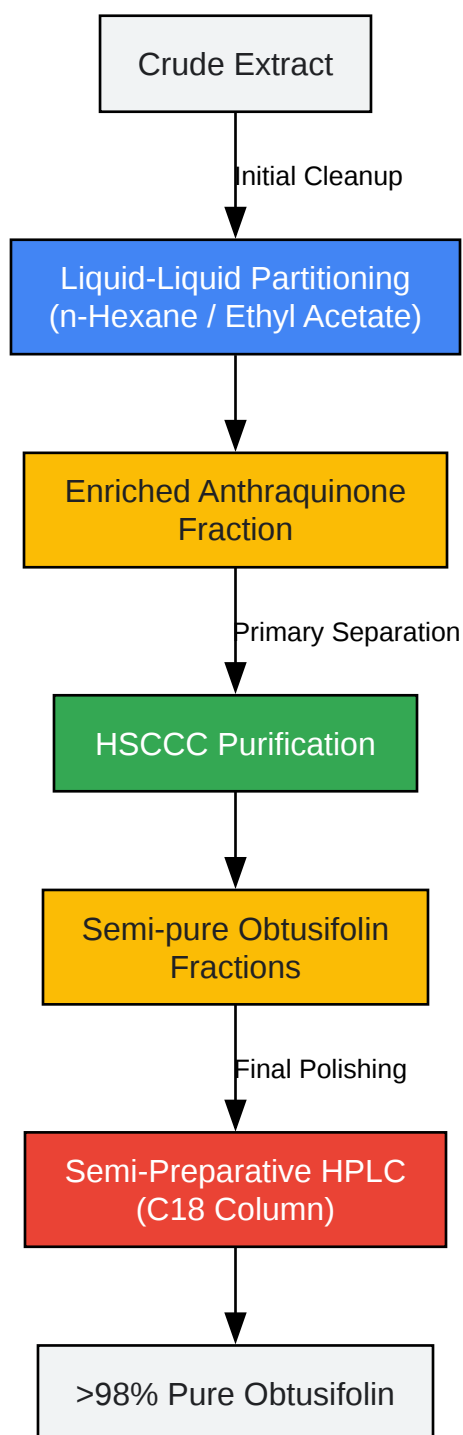 Crude Extract
Initial Cleanup
Liquid-Liquid Partitioning
(n-Hexane / Ethyl Acetate)
Enriched Anthraquinone
Fraction
Primary Separation
HSCCC Purification
Semi-pure Obtusifolin
Fractions
Final Polishing
Semi-Preparative HPLC
(C18 Column)
>98% Pure Obtusifolin